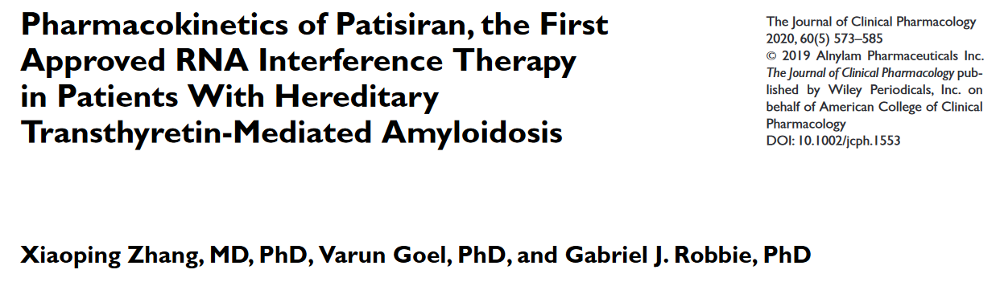 Pharmacokinetics of Patisiran, the First
Approved RNA Interference Therapy
in Patients With Hereditary
Transthyretin-Mediated Amyloidosis
The Journal of Clinical Pharmacology
2020, 60(5) 573–585
© 2019 Alnylam Pharmaceuticals Inc.
The Journal of Clinical Pharmacology pub-
lished by Wiley Periodicals, Inc. on
behalf of American College of Clinical
Pharmacology
DOI: 10.1002/jcph.1553
Xiaoping Zhang, MD, PhD, Varun Goel, PhD, and Gabriel J. Robbie, PhD